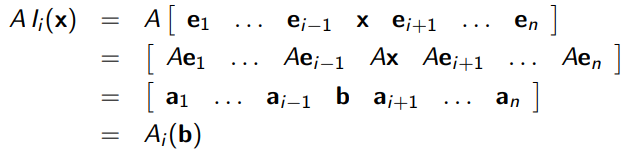 A I_i(x) = A [ e_1 … e_{i−1} x e_{i+1} … e_n ]
= [ Ae_1 … Ae_{i−1} Ax Ae_{i+1} … Ae_n ]
= [ a_1 … a_{i−1} b a_{i+1} … a_n ]
= A_i(b)